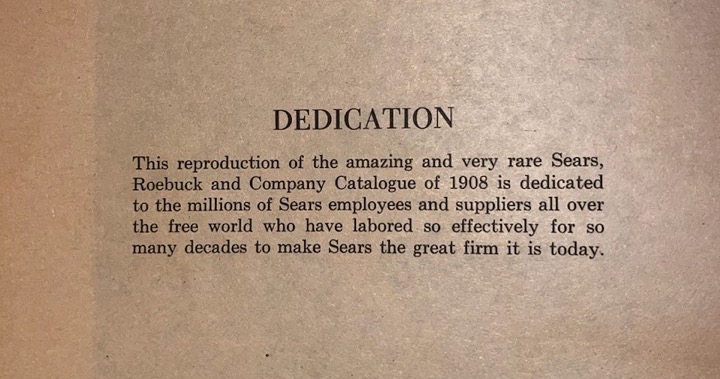 DEDICATION
This reproduction of the amazing and very rare Sears,
Roebuck and Company Catalogue of 1908 is dedicated
to the millions of Sears employees and suppliers all over
the free world who have labored so effectively for so
many decades to make Sears the great firm it is today.